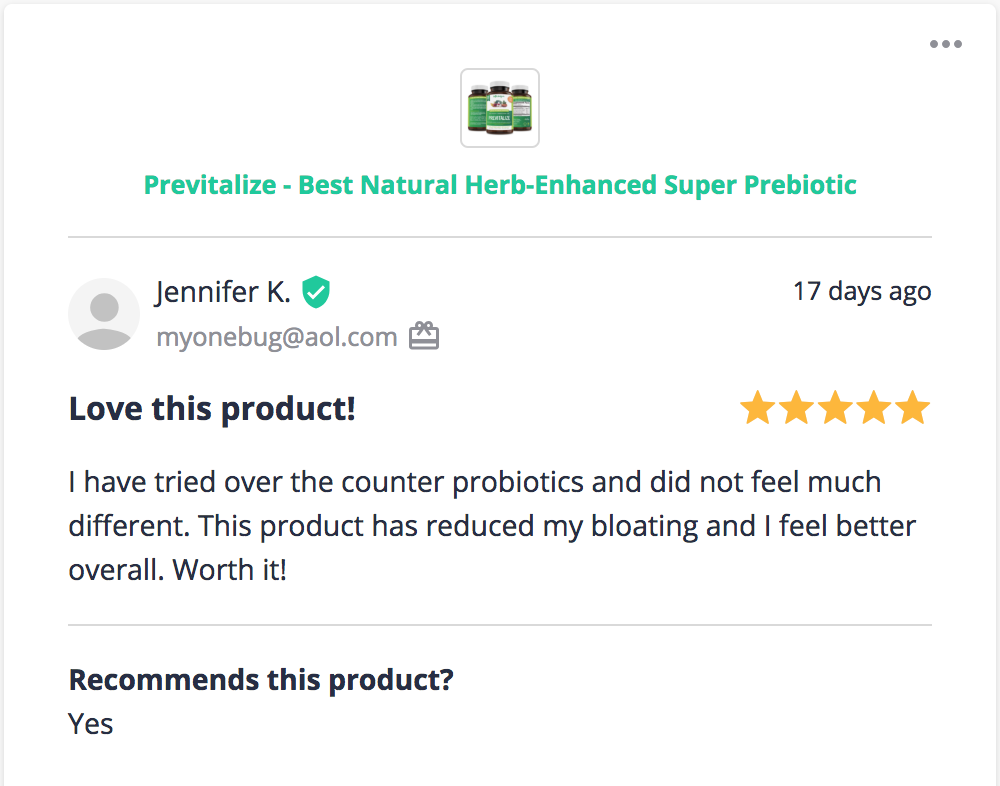 PREVITALIZE
Previtalize - Best Natural Herb-Enhanced Super Prebiotic
Jennifer K.
17 days ago
myonebug@aol.com
Love this product!
I have tried over the counter probiotics and did not feel much
different. This product has reduced my bloating and I feel better
overall. Worth it!
Recommends this product?
Yes